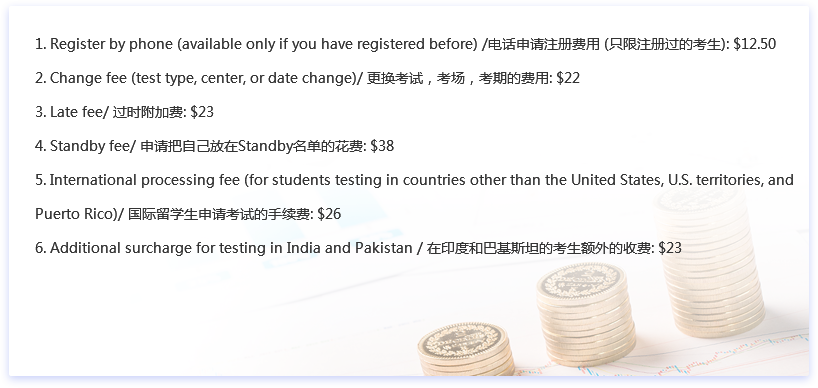 1. Register by phone (available only if you have registered before) /电话申请注册费用 (只限注册过的考生): $12.50
2. Change fee (test type, center, or date change)/ 更换考试，考场，考期的费用: $22
3. Late fee/ 过时附加费: $23
4. Standby fee/ 申请把自己放在Standby名单的花费: $38
5. International processing fee (for students testing in countries other than the United States, U.S. territories, and
Puerto Rico)/ 国际留学生申请考试的手续费: $26
6. Additional surcharge for testing in India and Pakistan / 在印度和巴基斯坦的考生额外的收费: $23